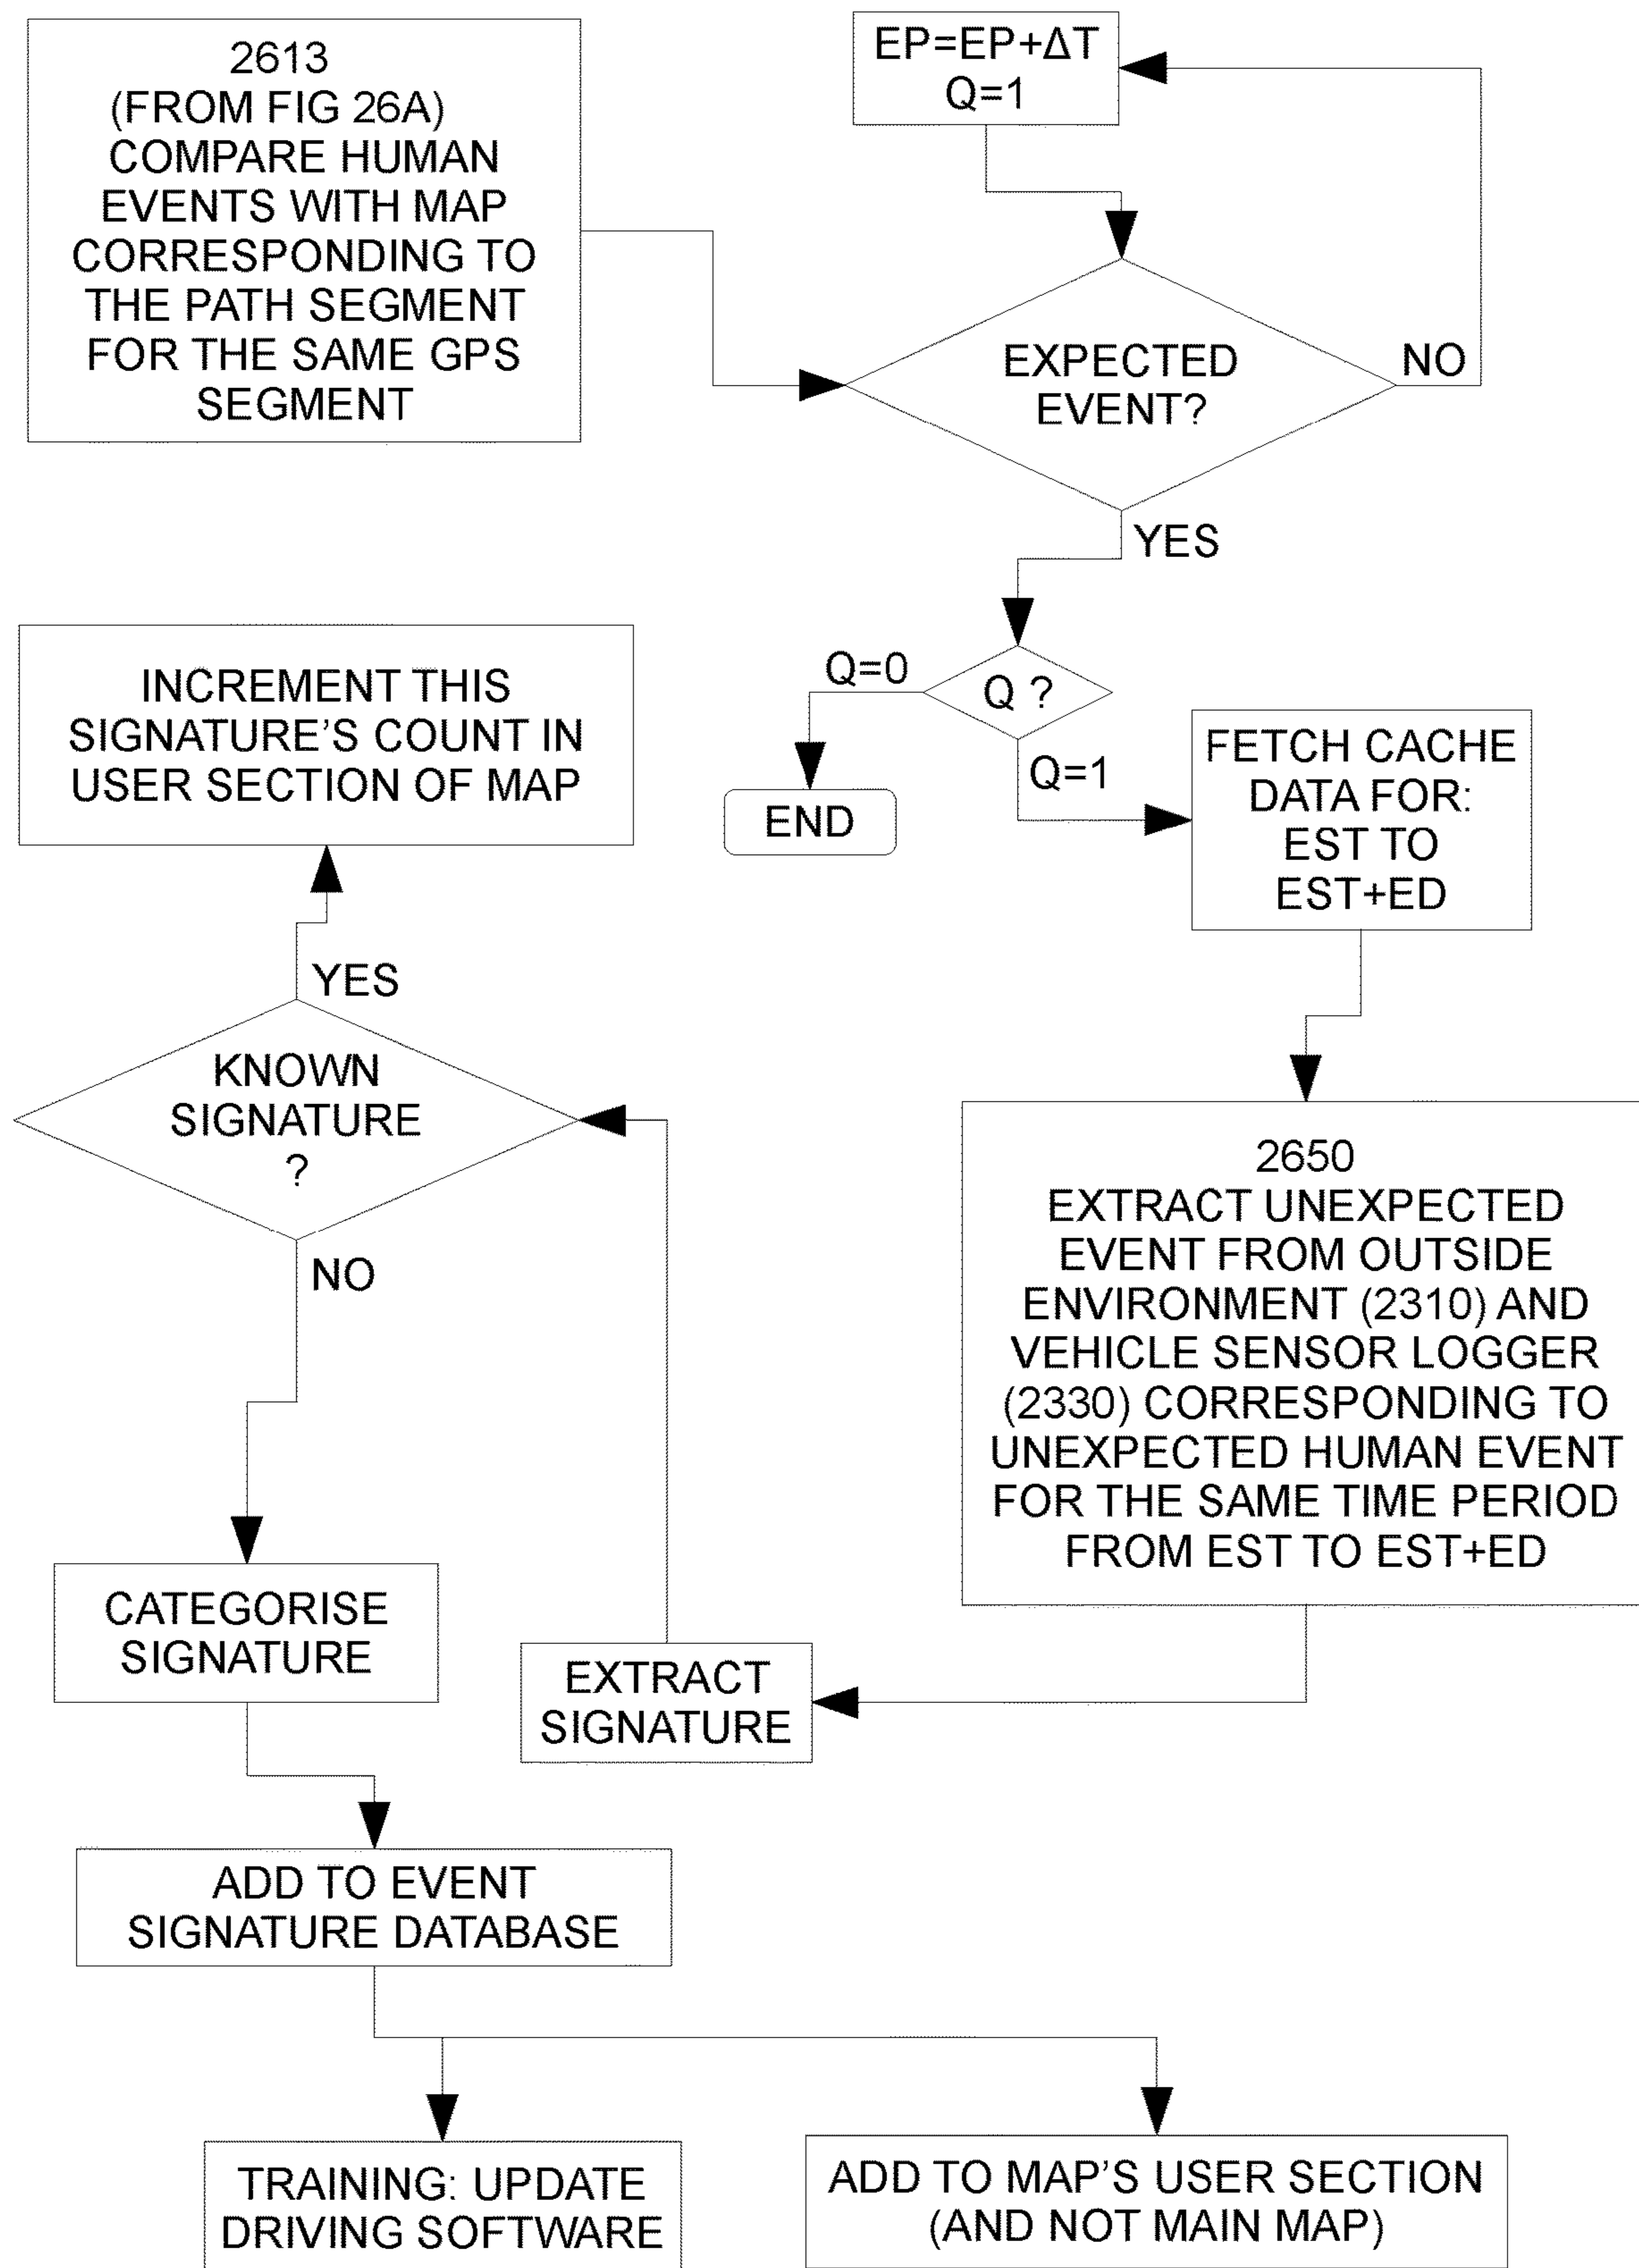 2613
(FROM FIG 26A)
COMPARE HUMAN
EVENTS WITH MAP
CORRESPONDING TO
THE PATH SEGMENT
FOR THE SAME GPS
SEGMENT
EP=EP+ΔT
Q=1
EXPECTED
EVENT?
NO
YES
Q ?
Q=0
END
Q=1
FETCH CACHE
DATA FOR:
EST TO
EST+ED
2650
EXTRACT UNEXPECTED
EVENT FROM OUTSIDE
ENVIRONMENT (2310) AND
VEHICLE SENSOR LOGGER
(2330) CORRESPONDING TO
UNEXPECTED HUMAN EVENT
FOR THE SAME TIME PERIOD
FROM EST TO EST+ED
EXTRACT
SIGNATURE
KNOWN
SIGNATURE
?
YES
INCREMENT THIS
SIGNATURE’S COUNT IN
USER SECTION OF MAP
NO
CATEGORISE
SIGNATURE
ADD TO EVENT
SIGNATURE DATABASE
TRAINING: UPDATE
DRIVING SOFTWARE
ADD TO MAP’S USER SECTION
(AND NOT MAIN MAP)